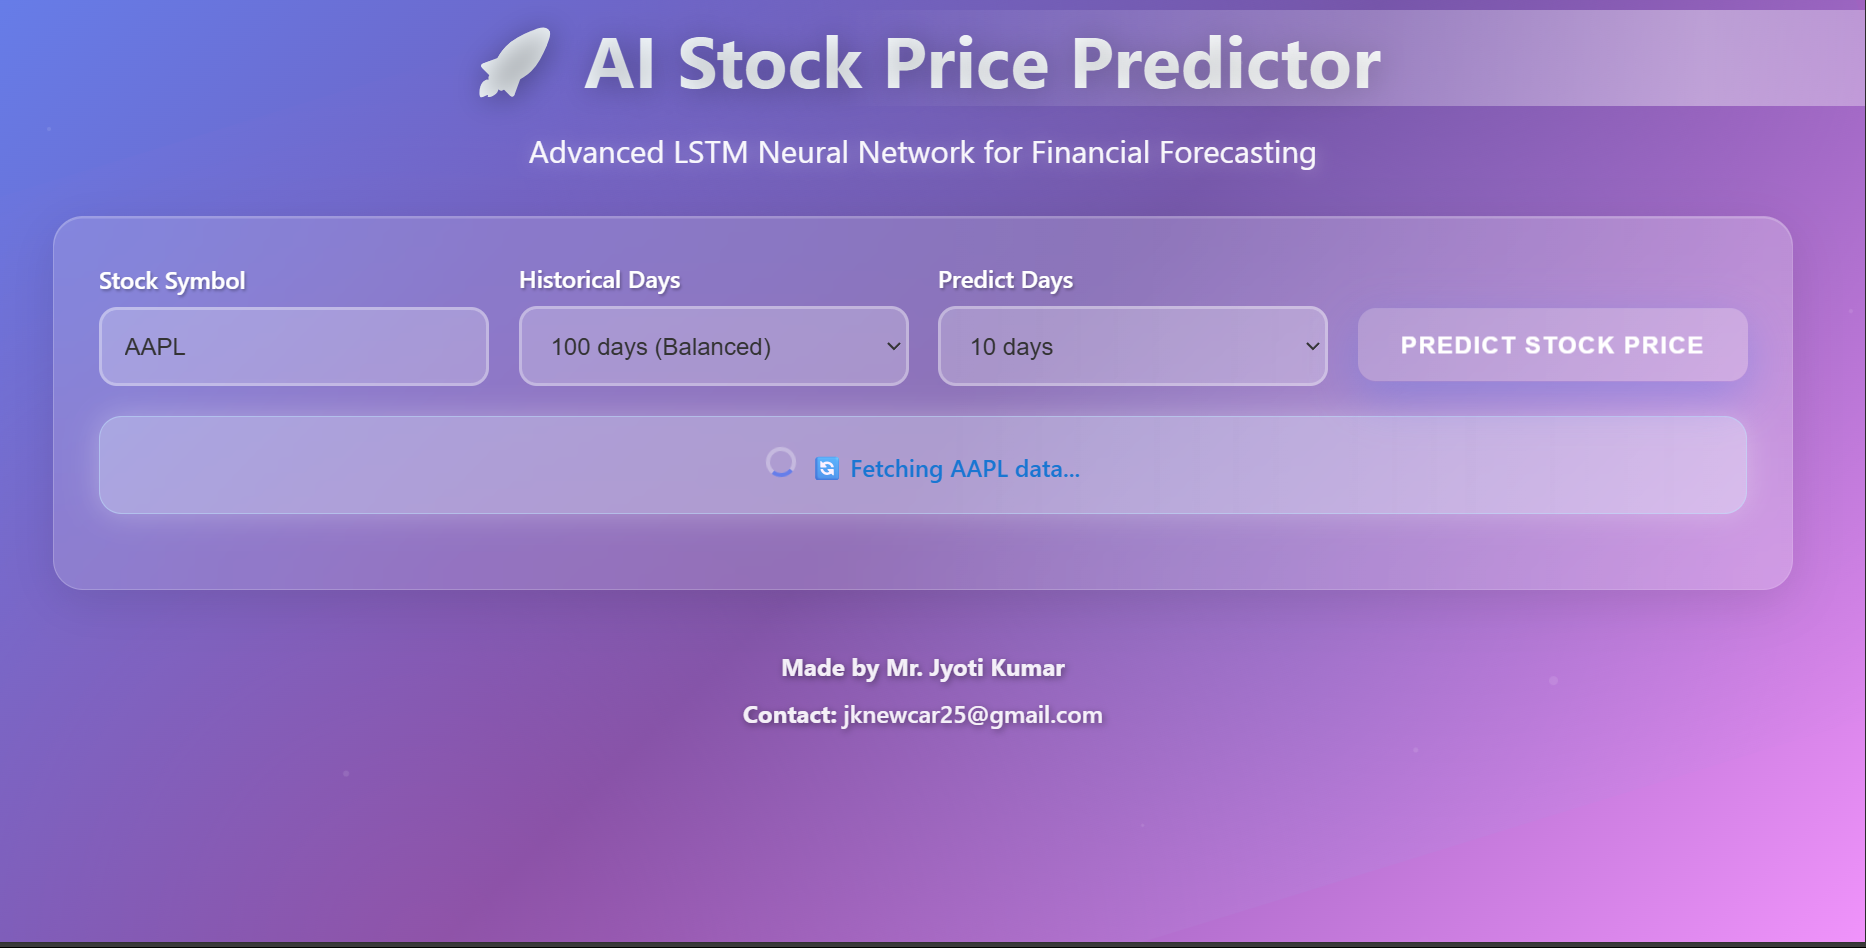 AI Stock Price Predictor
Advanced LSTM Neural Network for Financial Forecasting
Stock Symbol
Historical Days
Predict Days
AAPL
100 days (Balanced)
10 days
PREDICT STOCK PRICE
Fetching AAPL data...
Made by Mr. Jyoti Kumar
Contact: jknewcar25@gmail.com